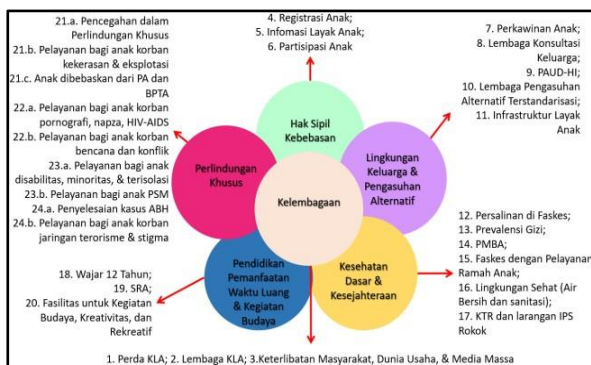 21.a. Pencegahan dalam
Perlindungan Khusus
21.b. Pelayanan bagi anak korban
kekerasan & eksplotasi
21.c. Anak dibebaskan dari PA dan
BPTA
22.a. Pelayanan bagi anak korban
pornografi, napza, HIV-AIDS
22.b. Pelayanan bagi anak korban
bencana dan konflik
23.a. Pelayanan bagi anak
disabilitas, minoritas, & terisolasi
23.b. Pelayanan bagi anak PSM
24.a. Penyelesaian kasus ABH
24.b. Pelayanan bagi anak korban
jaringan terorisme & stigma
4. Registrasi Anak;
5. Infomasi Layak Anak;
6. Partisipasi Anak
7. Perkawinan Anak;
8. Lembaga Konsultasi
Keluarga;
9. PAUD-HI;
10. Lembaga Pengasuhan
Alternatif Terstandarisasi;
11. Infrastruktur Layak
Anak
Hak Sipil
Kebebasan
Perlindungan
Khusus
Lingkungan
Keluarga &
Pengasuhan
Alternatif
Kelembagaan
Pendidikan
Pemanfaatan
Waktu Luang
& Kegiatan
Budaya
Kesehatan
Dasar &
Kesejahteraan
12. Persalinan di Faskes;
13. Prevalensi Gizi;
14. PMBA;
15. Faskes dengan Pelayanan
Ramah Anak;
16. Lingkungan Sehat (Air
Bersih dan sanitasi);
17. KTR dan larangan IPS
Rokok
18. Wajar 12 Tahun;
19. SRA;
20. Fasilitas untuk Kegiatan
Budaya, Kreativitas, dan
Rekreatif
1. Perda KLA; 2. Lembaga KLA; 3.Keterlibatan Masyarakat, Dunia Usaha, & Media Massa